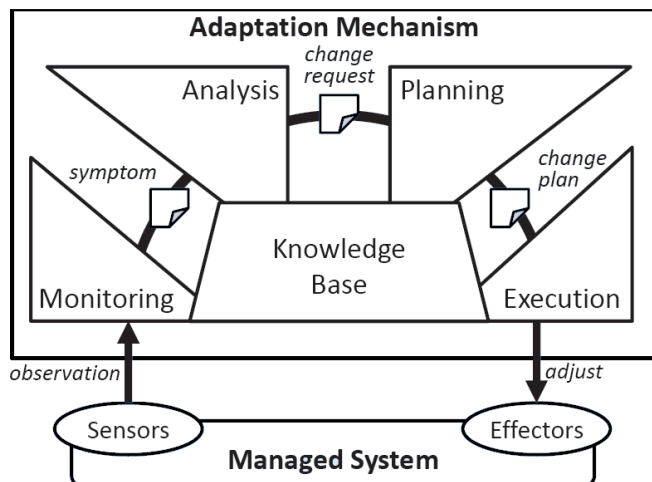 Adaptation Mechanism
change
request
Analysis
Planning
symptom
change
plan
Knowledge
Base
Monitoring
Execution
observation
adjust
Sensors
Effectors
Managed System